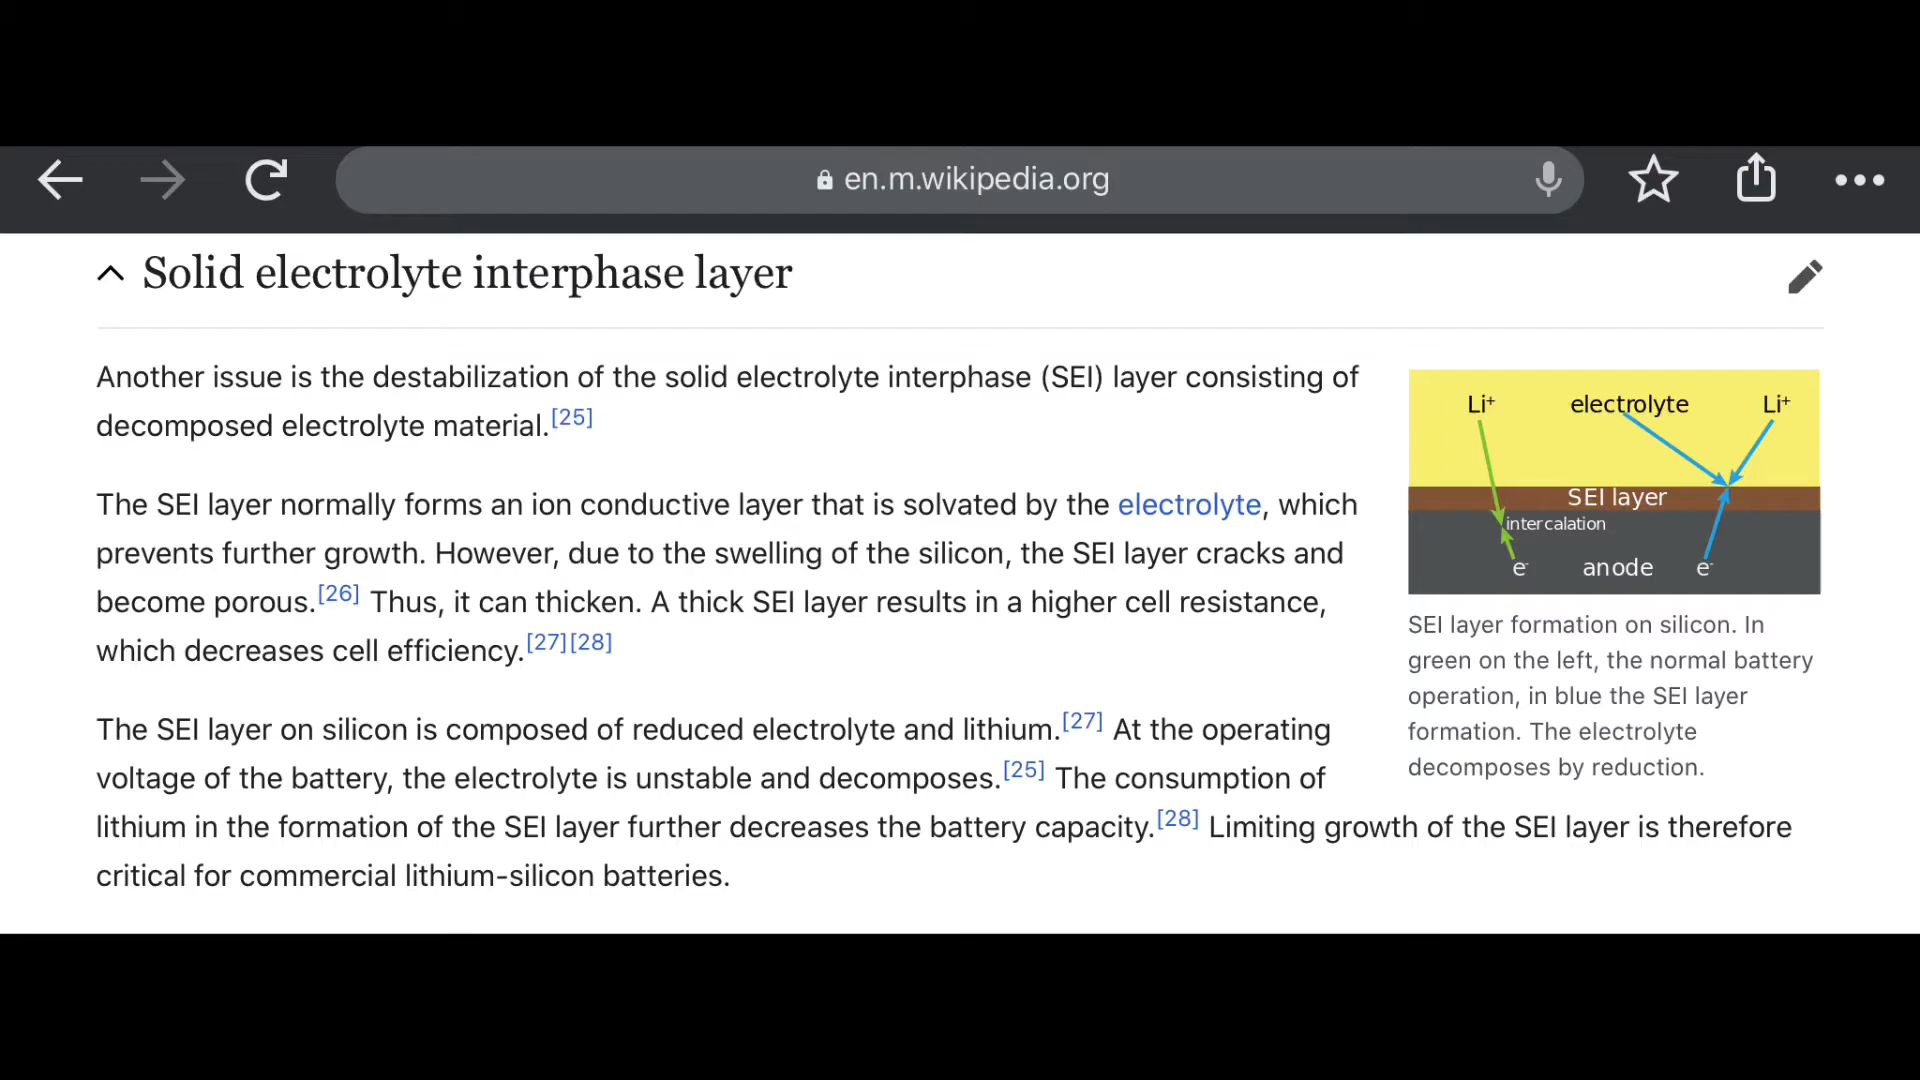 en.m.wikipedia.org
Solid electrolyte interphase layer
Another issue is the destabilization of the solid electrolyte interphase (SEI) layer consisting of
decomposed electrolyte material.[25]
The SEI layer normally forms an ion conductive layer that is solvated by the electrolyte, which
prevents further growth. However, due to the swelling of the silicon, the SEI layer cracks and
become porous.[26] Thus, it can thicken. A thick SEI layer results in a higher cell resistance,
which decreases cell efficiency.[27][28]
The SEI layer on silicon is composed of reduced electrolyte and lithium.[27] At the operating
voltage of the battery, the electrolyte is unstable and decomposes.[25] The consumption of
lithium in the formation of the SEI layer further decreases the battery capacity.[28] Limiting growth of the SEI layer is therefore
critical for commercial lithium-silicon batteries.
Li⁺ electrolyte Li⁺
SEI layer
intercalation
e⁻ anode e⁻
SEI layer formation on silicon. In
green on the left, the normal battery
operation, in blue the SEI layer
formation. The electrolyte
decomposes by reduction.